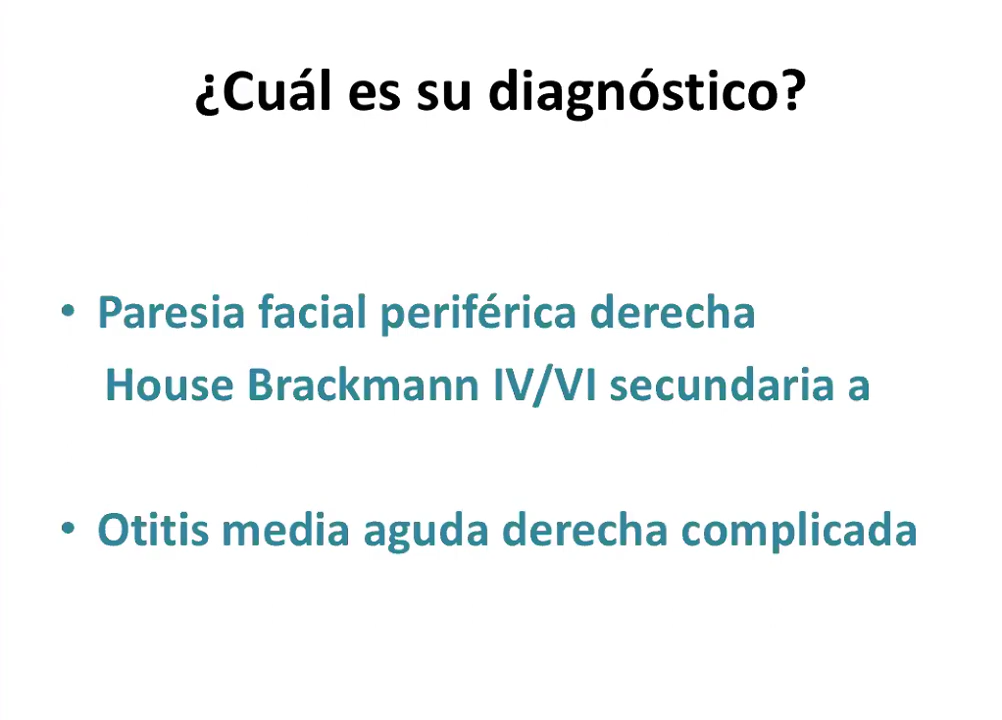 ¿Cuál es su diagnóstico?
• Paresia facial periférica derecha
House Brackmann IV/VI secundaria a
• Otitis media aguda derecha complicada